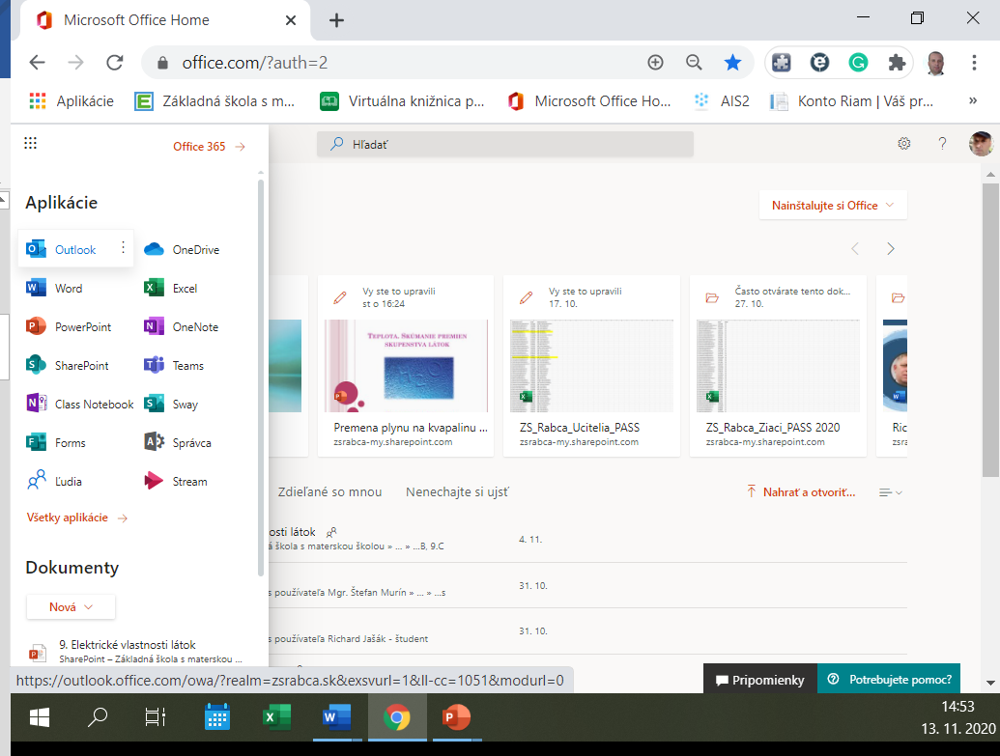 Microsoft Office Home
office.com/?auth=2
Aplikácie
Základná škola s m...
Virtuálna knižnica p...
Microsoft Office Ho...
AIS2
Konto Riam | Váš pr...
»
Office 365 →
Hľadať
Aplikácie
Nainštalujte si Office
Outlook
OneDrive
Word
Excel
PowerPoint
OneNote
SharePoint
Teams
Class Notebook
Sway
Forms
Správca
Ľudia
Stream
Všetky aplikácie →
Vy ste to upravili
st o 16:24
TEPLOTA. SKÚMANIE PREMIEN
SKUPENSTVA LÁTOK
Premena plynu na kvapalinu ...
zsrabca-my.sharepoint.com
Vy ste to upravili
17. 10.
ZS_Rabca_Ucitelia_PASS
zsrabca-my.sharepoint.com
Často otvárate tento dok...
27. 10.
ZS_Rabca_Ziaci_PASS 2020
zsrabca-my.sharepoint.com
Ric
zsra
Zdieľané so mnou
Nenechajte si ujsť
Nahrať a otvoriť...
nosti látok
á škola s materskou školou » ... » ...B, 9.C
4. 11.
s používateľa Mgr. Štefan Murín » ... » ...s
31. 10.
s používateľa Richard Jašák - študent
31. 10.
Dokumenty
Nová
9. Elektrické vlastnosti látok
SharePoint – Základná škola s materskou ...
https://outlook.office.com/owa/?realm=zsrabca.sk&exsvurl=1&ll-cc=1051&modurl=0
Pripomienky
Potrebujete pomoc?
14:53
13. 11. 2020